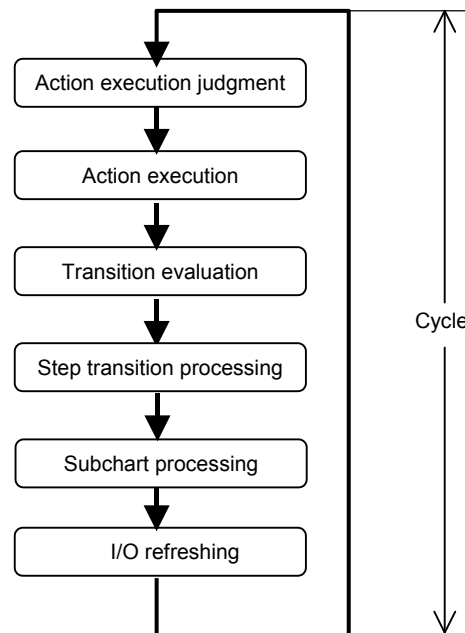 Action execution judgment
Action execution
Transition evaluation
Cycle
Step transition processing
Subchart processing
I/O refreshing